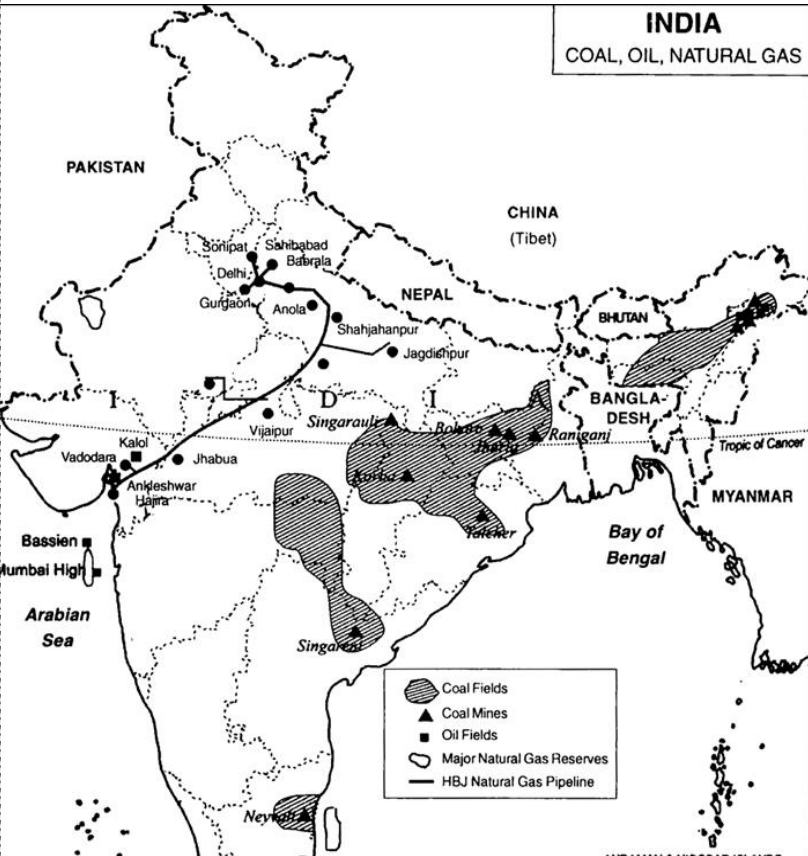 INDIA
COAL, OIL, NATURAL GAS
PAKISTAN
CHINA
(Tibet)
Sonipat
Sahibabad
Babrala
Delhi
Gurgaon
Anola
NEPAL
Shahjahanpur
BHUTAN
Jagdishpur
I
D
I
A
BANGLA-
DESH
Singarauli
Bokaro
Jharia
Raniganj
Vijaipur
Tropic of Cancer
Kalol
Vadodara
Jhabua
Ankleshwar
Hajira
Korba
MYANMAR
Talcher
Bay of
Bengal
Bassien
Mumbai High
Arabian
Sea
Singareni
Coal Fields
Coal Mines
Oil Fields
Major Natural Gas Reserves
HBJ Natural Gas Pipeline
Neyveli